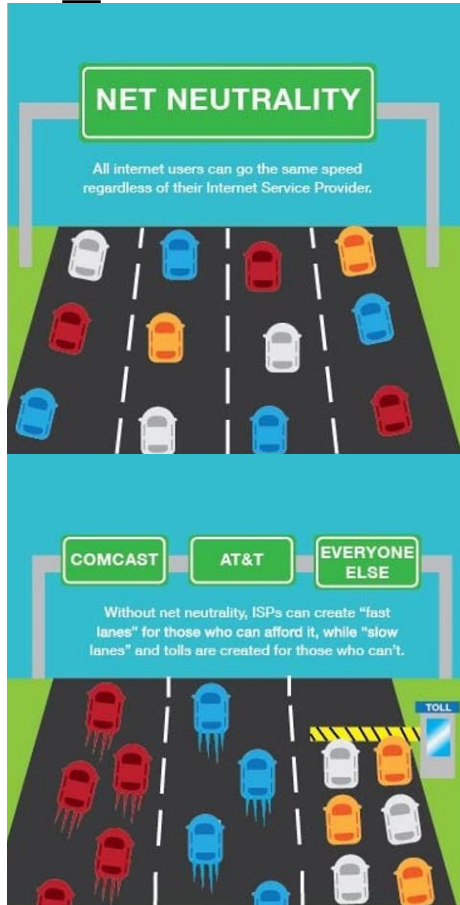 NET NEUTRALITY
All internet users can go the same speed
regardless of their Internet Service Provider.
COMCAST
AT&T
EVERYONE
ELSE
Without net neutrality, ISPs can create “fast
lanes” for those who can afford it, while “slow
lanes” and tolls are created for those who can’t.
TOLL